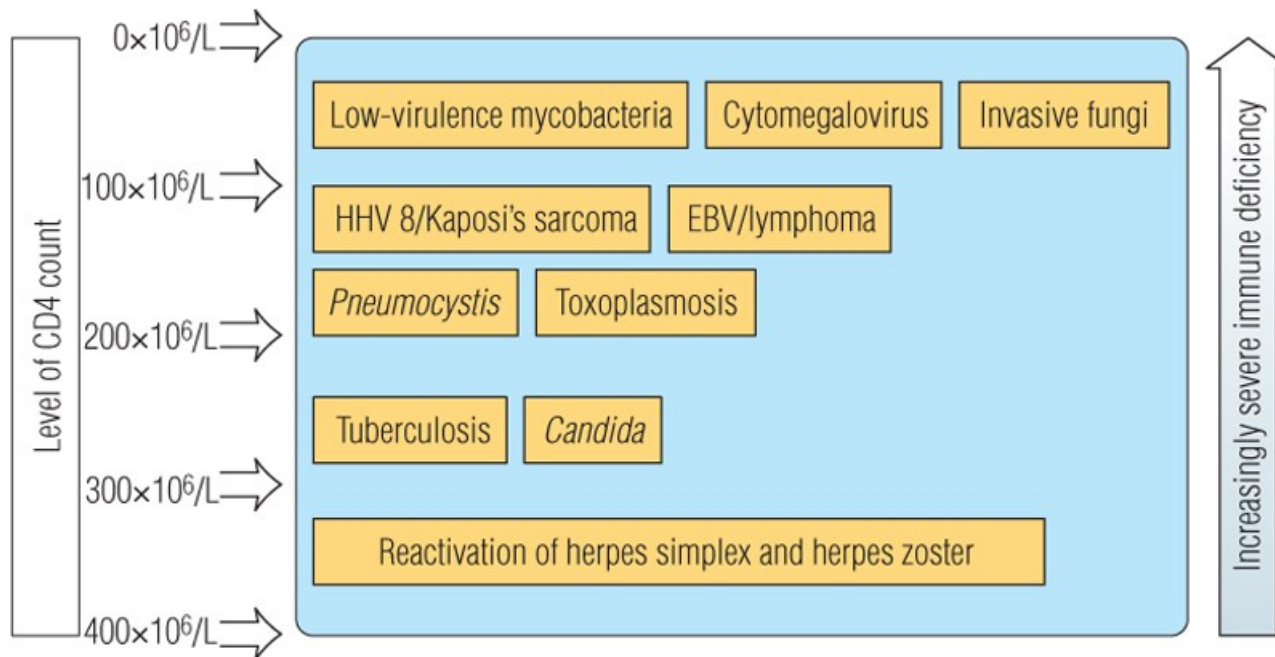 Level of CD4 count
0×10⁶/L
100×10⁶/L
200×10⁶/L
300×10⁶/L
400×10⁶/L
Low-virulence mycobacteria
Cytomegalovirus
Invasive fungi
HHV 8/Kaposi's sarcoma
EBV/lymphoma
Pneumocystis
Toxoplasmosis
Tuberculosis
Candida
Reactivation of herpes simplex and herpes zoster
Increasingly severe immune deficiency